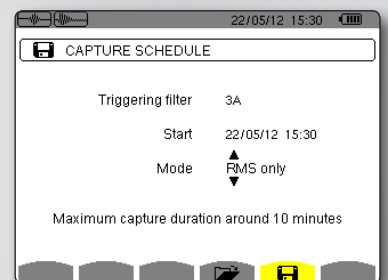 22/05/12 15:30
CAPTURE SCHEDULE
Triggering filter 3A
Start 22/05/12 15:30
Mode RMS only
Maximum capture duration around 10 minutes